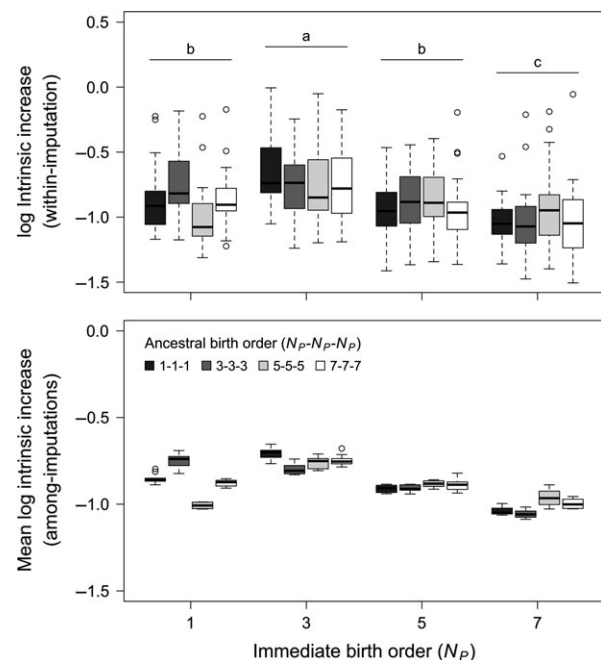 log Intrinsic increase
(within-imputation)
0.5
0.0
−0.5
−1.0
−1.5
b
a
b
c
Mean log intrinsic increase
(among-imputations)
−0.0
−0.5
−1.0
−1.5
Ancestral birth order (NP-NP-NP)
1-1-1 3-3-3 5-5-5 7-7-7
1 3 5 7
Immediate birth order (NP)